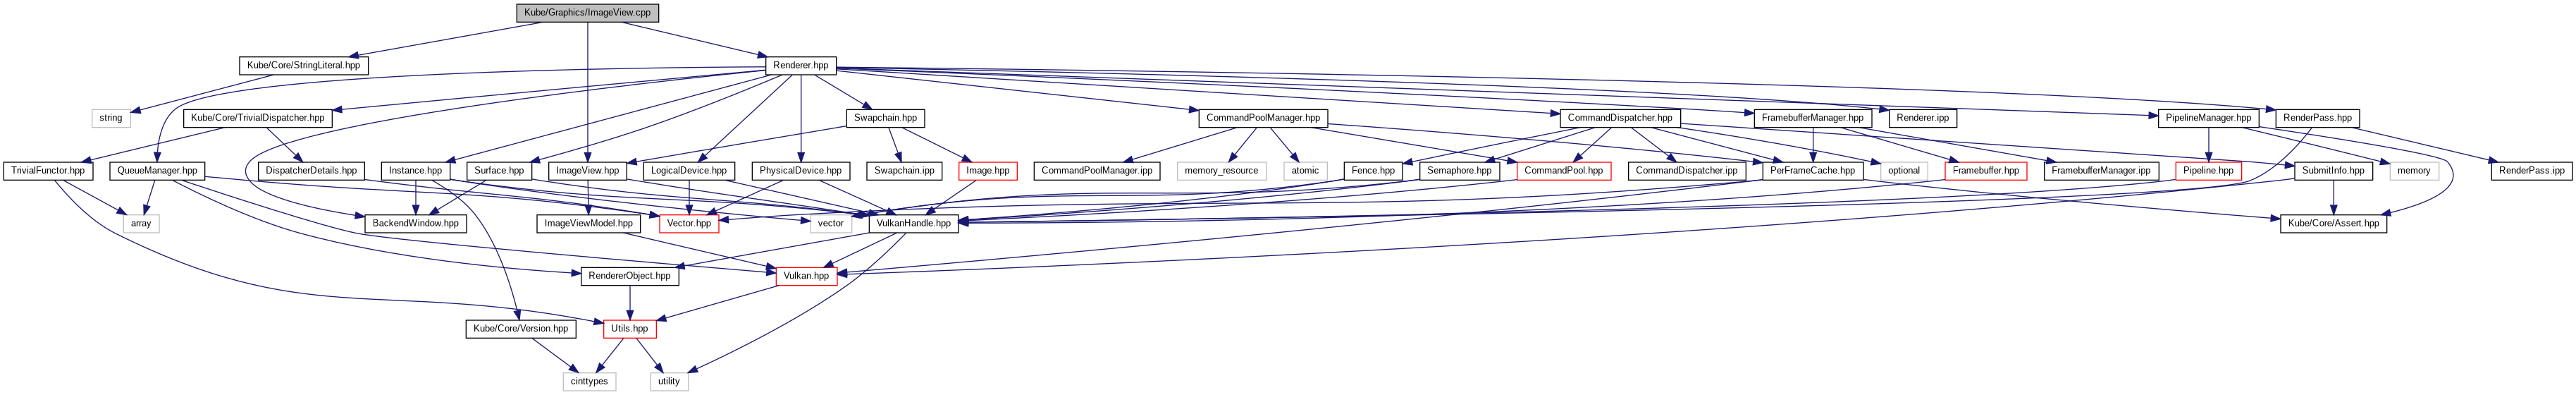 Kube/Graphics/ImageView.cpp
Kube/Core/StringLiteral.hpp
Renderer.hpp
string
Kube/Core/TrivialDispatcher.hpp
Swapchain.hpp
CommandPoolManager.hpp
CommandDispatcher.hpp
FramebufferManager.hpp
Renderer.ipp
PipelineManager.hpp
RenderPass.hpp
TrivialFunctor.hpp
QueueManager.hpp
DispatcherDetails.hpp
Instance.hpp
Surface.hpp
ImageView.hpp
LogicalDevice.hpp
PhysicalDevice.hpp
Swapchain.ipp
Image.hpp
CommandPoolManager.ipp
memory_resource
atomic
Fence.hpp
Semaphore.hpp
CommandPool.hpp
CommandDispatcher.ipp
PerFrameCache.hpp
optional
Framebuffer.hpp
FramebufferManager.ipp
Pipeline.hpp
SubmitInfo.hpp
memory
RenderPass.ipp
array
BackendWindow.hpp
ImageViewModel.hpp
Vector.hpp
vector
VulkanHandle.hpp
Kube/Core/Assert.hpp
RendererObject.hpp
Vulkan.hpp
Kube/Core/Version.hpp
Utils.hpp
cinttypes
utility